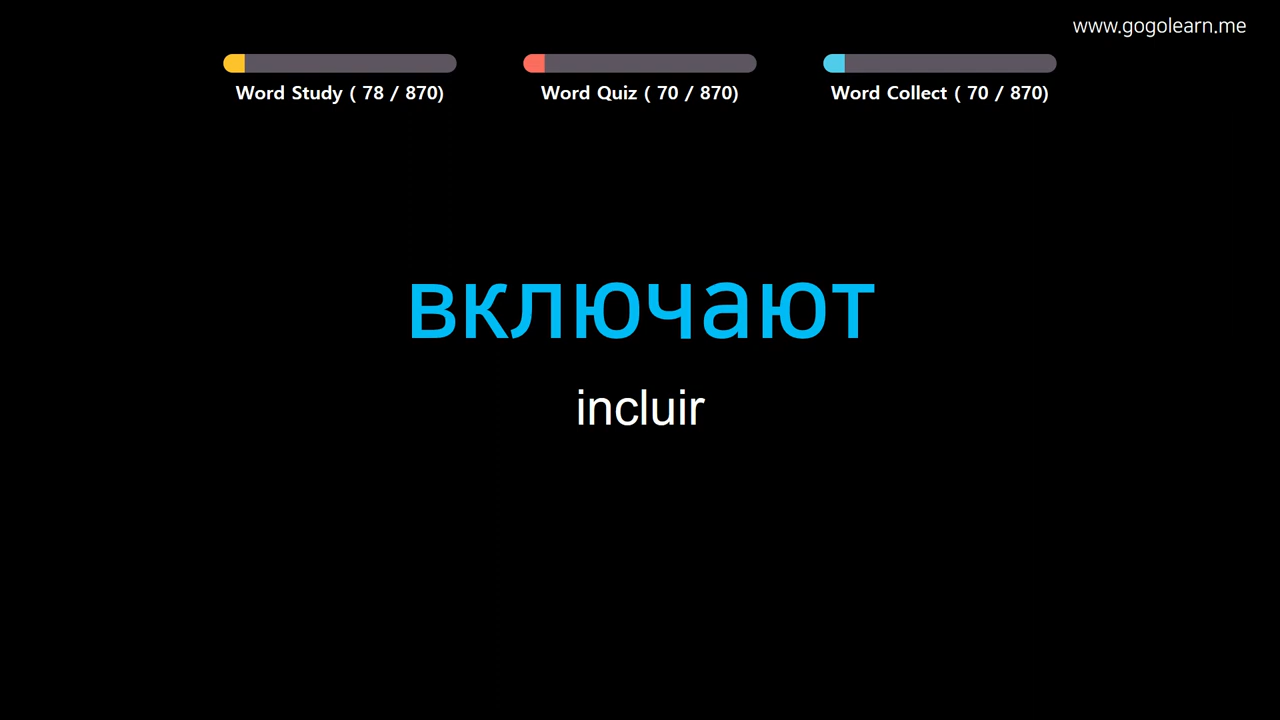 www.gogolearn.me
Word Study ( 78 / 870)
Word Quiz ( 70 / 870)
Word Collect ( 70 / 870)
включают
incluir